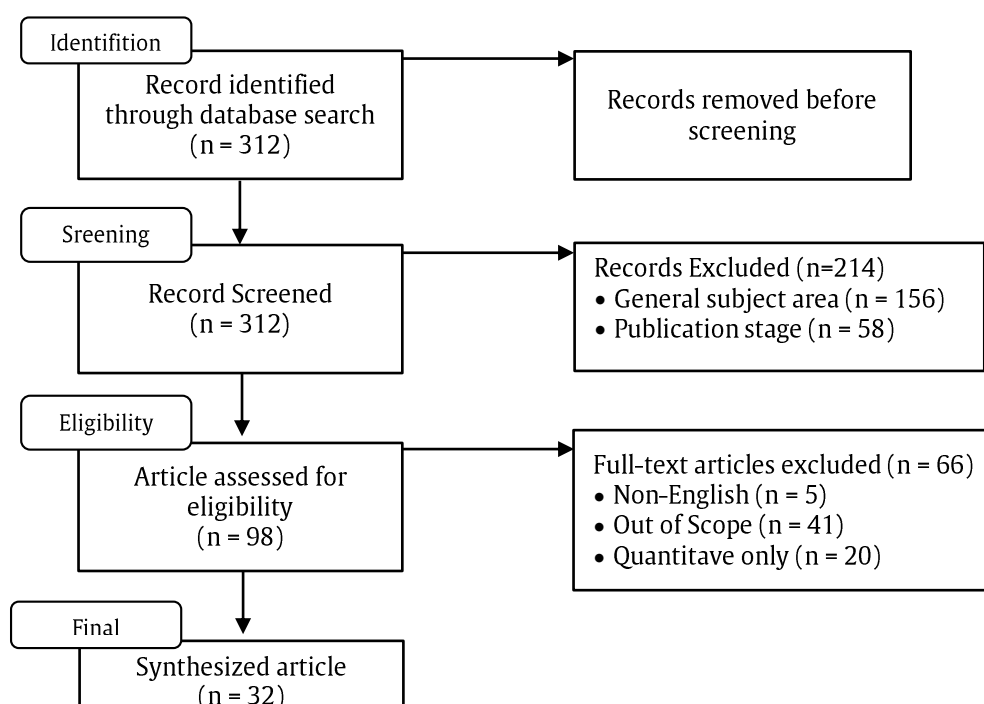 Identifition
Record identified
through database search
(n = 312)
Records removed before
screening
Sreening
Record Screened
(n = 312)
Records Excluded (n=214)
• General subject area (n = 156)
• Publication stage (n = 58)
Eligibility
Article assessed for
eligibility
(n = 98)
Full-text articles excluded (n = 66)
• Non-English (n = 5)
• Out of Scope (n = 41)
• Quantitave only (n = 20)
Final
Synthesized article
(n = 32)